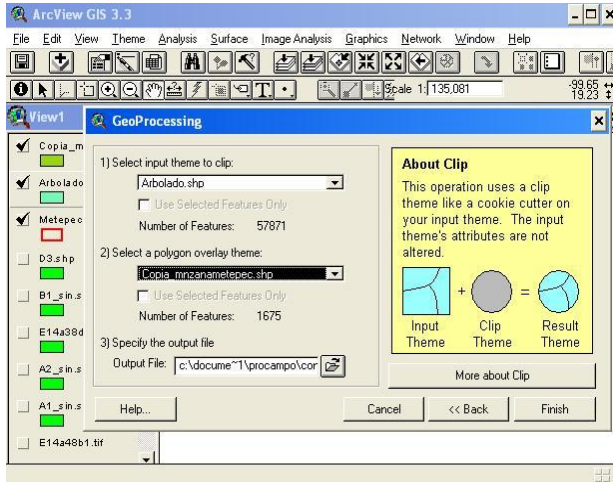 ArcView GIS 3.3
File Edit View Theme Analysis Surface Image Analysis Graphics Network Window Help
Scale 1: 135,081
-99.65
19.23
View1
Copia_m
Arbolado
Metepec
D3.shp
B1_sin.s
E14a38d
A2_sin.s
A1_sin.s
E14a48b1.tif
GeoProcessing
1) Select input theme to clip:
Arbolado.shp
Use Selected Features Only
Number of Features: 57871
2) Select a polygon overlay theme:
Copia_mnzanametepec.shp
Use Selected Features Only
Number of Features: 1675
3) Specify the output file
Output File: c:\docume~1\procampo\cor
About Clip
This operation uses a clip
theme like a cookie cutter on
your input theme. The input
theme's attributes are not
altered.
+ =
Input Theme
Clip Theme
Result Theme
More about Clip
Help...
Cancel
<< Back
Finish